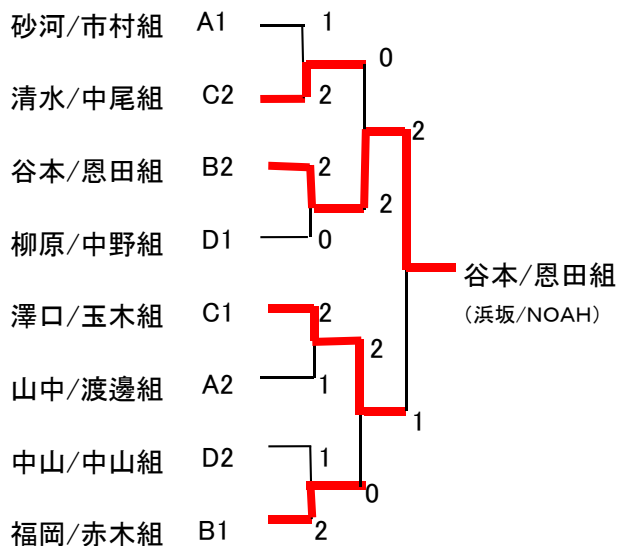 砂河/市村組 A1 1
0
清水/中尾組 C2 2
2
谷本/恩田組 B2 2
2
柳原/中野組 D1 0
谷本/恩田組
(浜坂/NOAH)
澤口/玉木組 C1 2
2
山中/渡邊組 A2 1
1
中山/中山組 D2 1
0
福岡/赤木組 B1 2